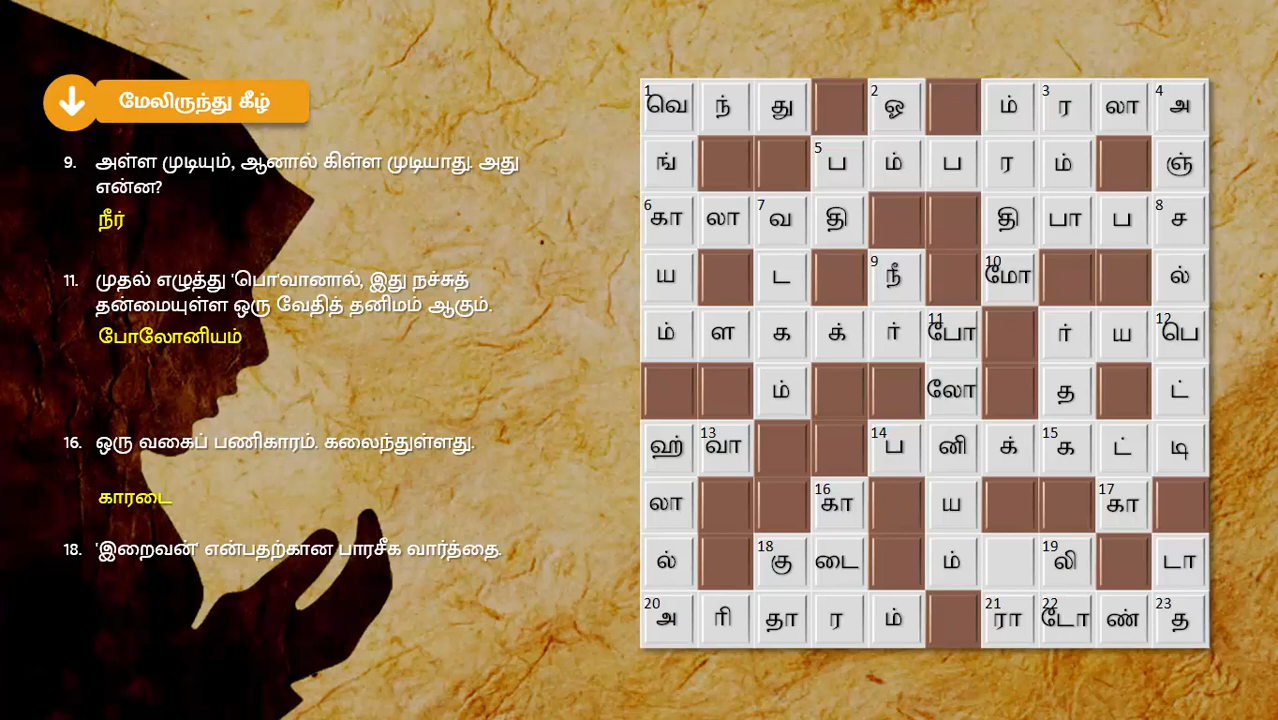 மேலிருந்து கீழ்
9. அள்ள முடியும், ஆனால் கிள்ள முடியாது. அது
என்ன?
நீர்
11. முதல் எழுத்து 'பொ'வானால், இது நச்சுத்
தன்மையுள்ள ஒரு வேதித் தனிமம் ஆகும்.
போலோனியம்
16. ஒரு வகைப் பணிகாரம். கலைந்துள்ளது.
காரடை
18. 'இறைவன்' என்பதற்கான பாரசீக வார்த்தை.
1 வெ ந் து 2 ஓ ம் 3 ர லா 4 அ
ங் 5 ப ம் ப ர ம் ஞ்
6 கா லா 7 வ தி தி பா ப 8 ச
ய ட 9 நீ 10 மோ ல்
ம் ள க க் ர் 11 போ ர் ய 12 பெ
ம் லோ த ட்
ஹ் 13 வா 14 ப னி க் 15 க ட் டி
லா 16 கா ய 17 கா
ல் 18 கு டை ம் 19 லி டா
20 அ ரி தா ர ம் 21 ரா 22 டோ ண் 23 த